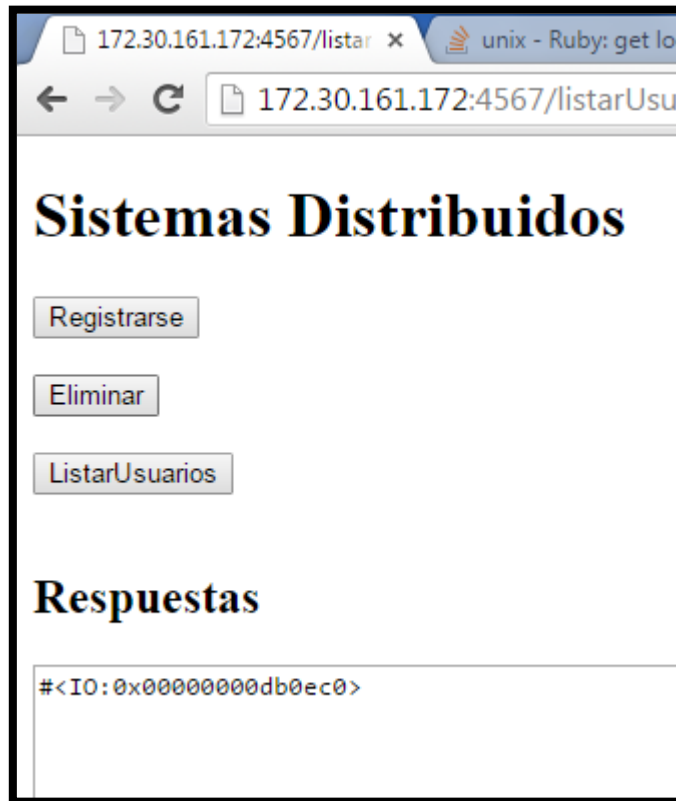 172.30.161.172:4567/listar
unix - Ruby: get lo
172.30.161.172:4567/listarUsu
Sistemas Distribuidos
Registrarse
Eliminar
ListarUsuarios
Respuestas
#<IO:0x00000000db0ec0>